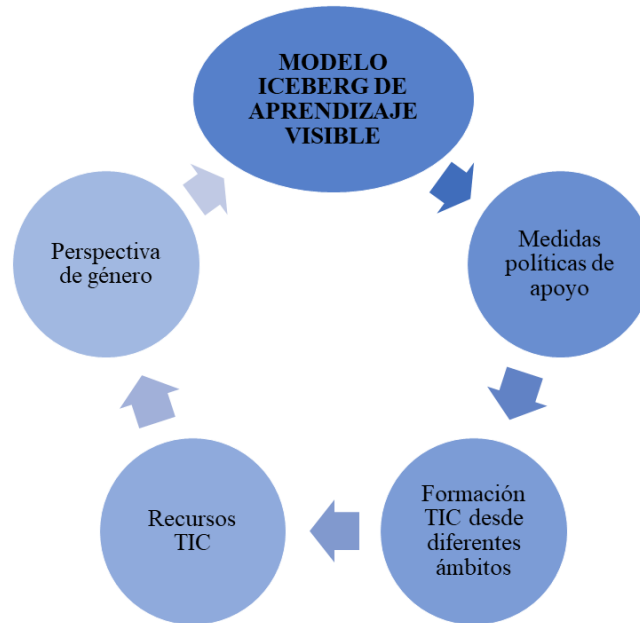 MODELO
ICEBERG DE
APRENDIZAJE
VISIBLE
Medidas
políticas de
apoyo
Formación
TIC desde
diferentes
ámbitos
Recursos
TIC
Perspectiva
de género